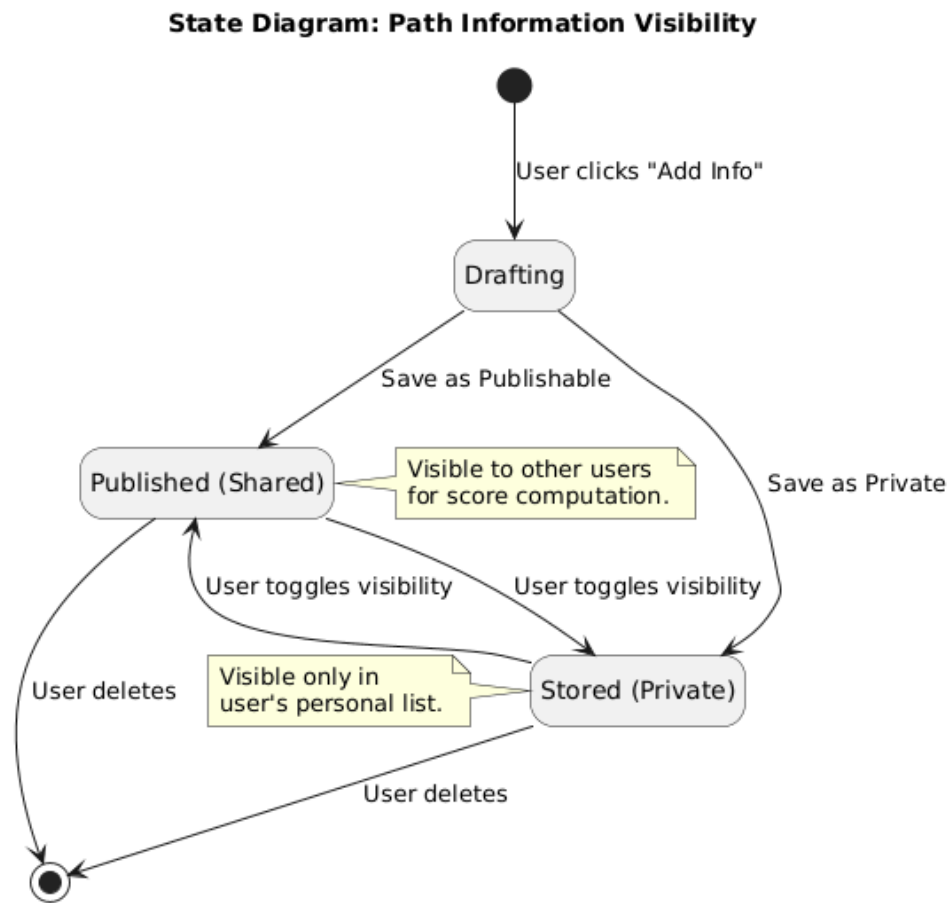 State Diagram: Path Information Visibility
User clicks "Add Info"
Drafting
Save as Publishable
Published (Shared)
Visible to other users
for score computation.
Save as Private
User toggles visibility
User toggles visibility
Visible only in
user's personal list.
Stored (Private)
User deletes
User deletes